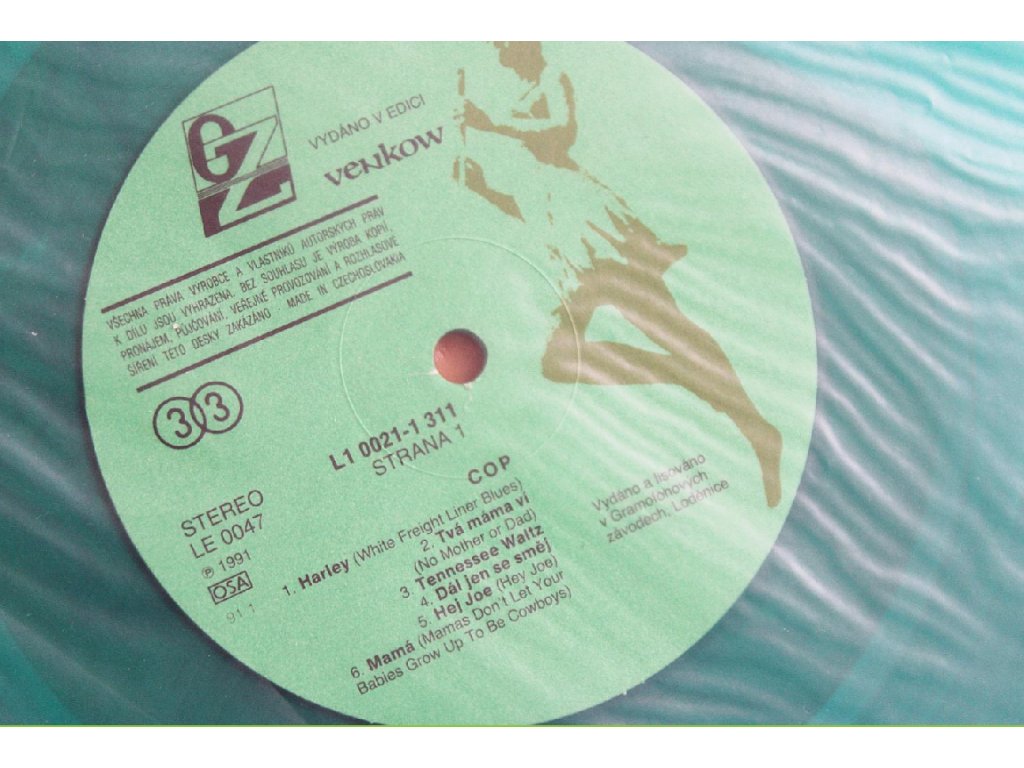 GZ
VYDÁNO V EDICI
venkow
VŠECHNA PRÁVA VÝROBCE A VLASTNÍKŮ AUTORSKÝCH PRÁV
K DÍLU JSOU VYHRAZENA. BEZ SOUHLASU JE VÝROBA KOPIÍ,
PRONÁJEM, PŮJČOVÁNÍ, VEŘEJNÉ PROVOZOVÁNÍ A ROZHLASOVÉ
ŠÍŘENÍ TÉTO DESKY ZAKÁZÁNO · MADE IN CZECHOSLOVAKIA
33
L1 0021-1 311
STRANA 1
STEREO
LE 0047
℗ 1991
OSA
91 1
COP
1. Harley (White Freight Liner Blues)
2. Tvá máma ví
(No Mother or Dad)
3. Tennessee Waltz
4. Dál jen se směj
5. Hej Joe (Hey Joe)
6. Mamá (Mamas Don't Let Your
Babies Grow Up To Be Cowboys)
Vydáno a lisováno
v Gramofonových
závodech, Loděnice